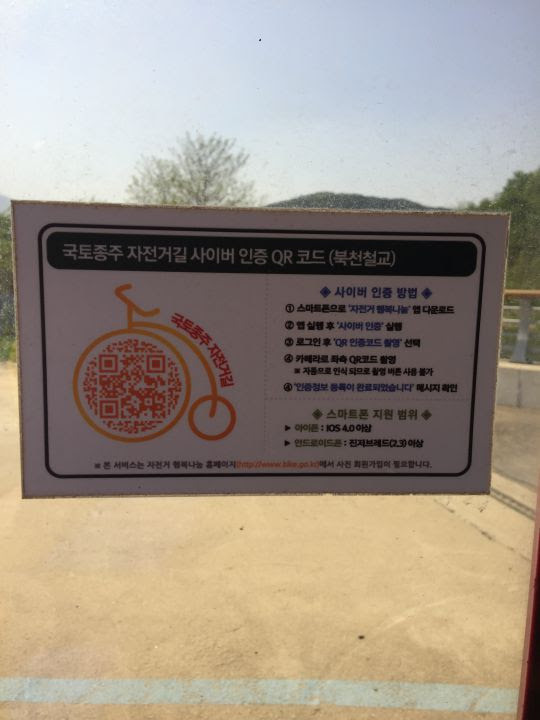 국토종주 자전거길 사이버 인증 QR 코드 (북천철교)
국토종주 자전거길
◈ 사이버 인증 방법 ◈
① 스마트폰으로 '자전거 행복나눔' 앱 다운로드
② 앱 실행 후 '사이버 인증' 실행
③ 로그인 후 'QR 인증코드 촬영' 선택
④ 카메라로 좌측 QR코드 촬영
※ 자동으로 인식 되므로 촬영 버튼 사용 불가
④ '인증정보 등록이 완료되었습니다' 메시지 확인
◈ 스마트폰 지원 범위 ◈
▶ 아이폰 : IOS 4.0 이상
▶ 안드로이드폰 : 진저브레드(2.3) 이상
※ 본 서비스는 자전거 행복나눔 홈페이지(http://www.bike.go.kr)에서 사전 회원가입이 필요합니다.